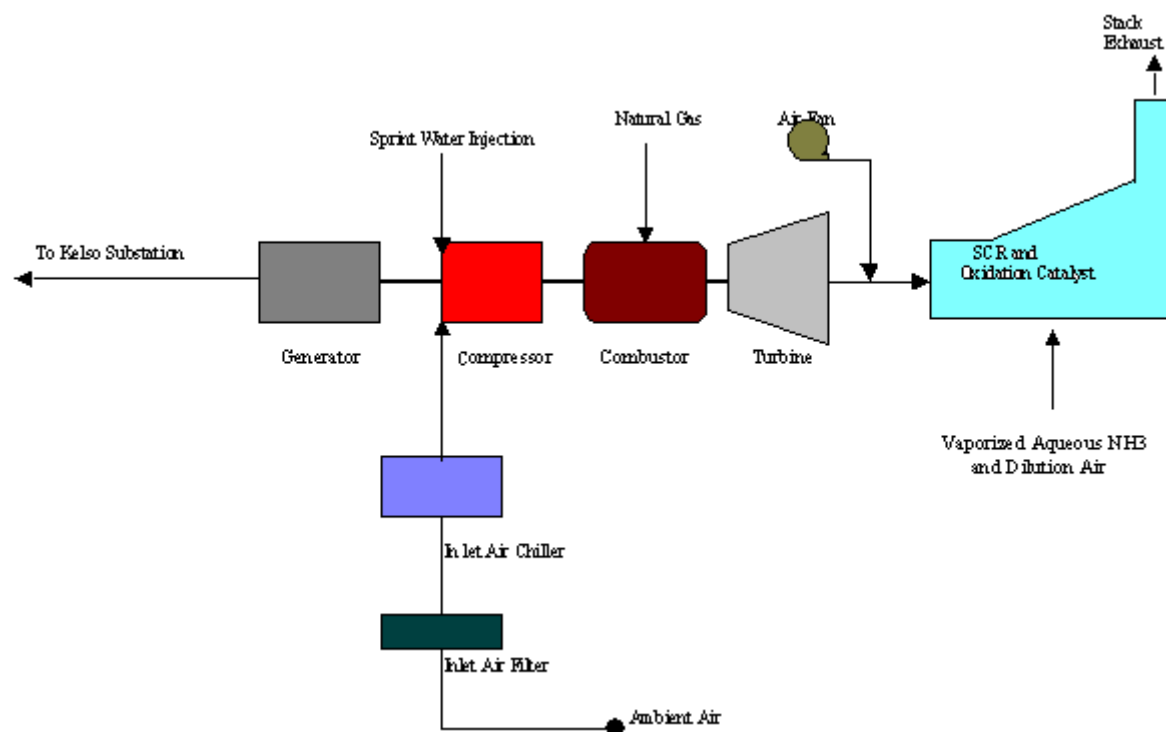 Stack
Exhaust
Natural Gas
Air Fan
Sprint Water Injection
To Kelso Substation
SCR and
Oxidation Catalyst
Generator
Compressor
Combustor
Turbine
Vaporized Aqueous NH3
and Dilution Air
Inlet Air Chiller
Inlet Air Filter
Ambient Air